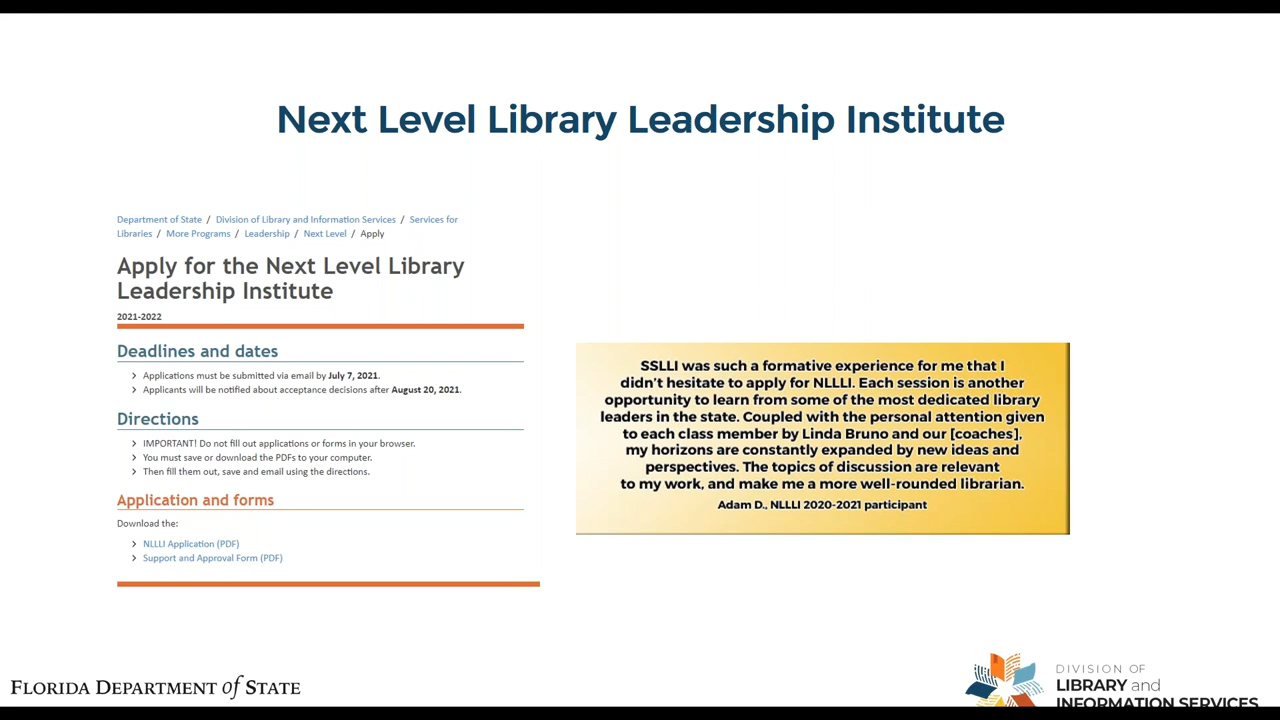 Next Level Library Leadership Institute
Department of State / Division of Library and Information Services / Services for
Libraries / More Programs / Leadership / Next Level / Apply
Apply for the Next Level Library
Leadership Institute
2021-2022
Deadlines and dates
Applications must be submitted via email by July 7, 2021.
Applicants will be notified about acceptance decisions after August 20, 2021.
Directions
IMPORTANT! Do not fill out applications or forms in your browser.
You must save or download the PDFs to your computer.
Then fill them out, save and email using the directions.
Application and forms
Download the:
NLLLI Application (PDF)
Support and Approval Form (PDF)
SSLLI was such a formative experience for me that I
didn't hesitate to apply for NLLLI. Each session is another
opportunity to learn from some of the most dedicated library
leaders in the state. Coupled with the personal attention given
to each class member by Linda Bruno and our [coaches],
my horizons are constantly expanded by new ideas and
perspectives. The topics of discussion are relevant
to my work, and make me a more well-rounded librarian.
Adam D., NLLLI 2020-2021 participant
FLORIDA DEPARTMENT of STATE
DIVISION OF
LIBRARY and
INFORMATION SERVICES